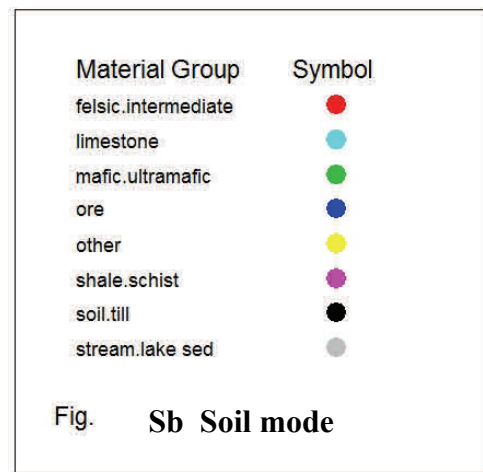 Material Group Symbol
felsic.intermediate
limestone
mafic.ultramafic
ore
other
shale.schist
soil.till
stream.lake sed
Fig. Sb Soil mode